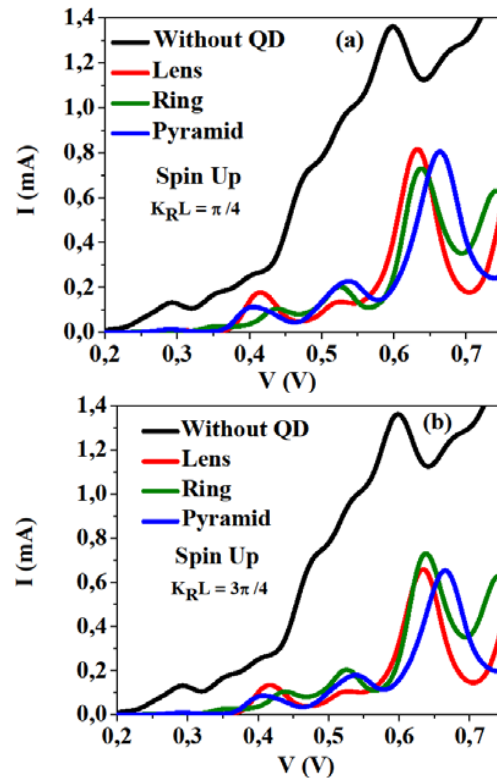 1,4
1,2
1,0
0,8
0,6
0,4
0,2
0,0
I (mA)
Without QD
(a)
Lens
Ring
Pyramid
Spin Up
K_RL = π/4
0,2 0,3 0,4 0,5 0,6 0,7
V (V)
1,4
1,2
1,0
0,8
0,6
0,4
0,2
0,0
I (mA)
Without QD
(b)
Lens
Ring
Pyramid
Spin Up
K_RL = 3π/4
0,2 0,3 0,4 0,5 0,6 0,7
V (V)